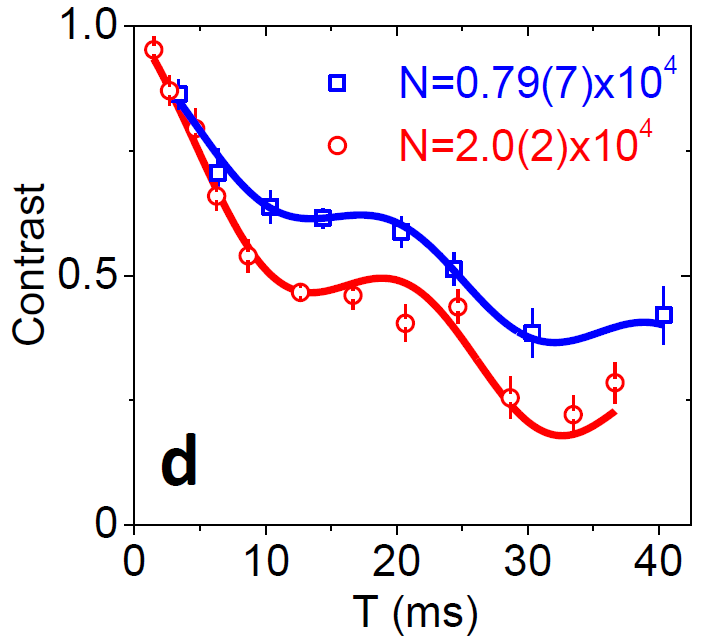 1.0
N=0.79(7)x10⁴
N=2.0(2)x10⁴
Contrast
0.5
d
0
0 10 20 30 40
T (ms)